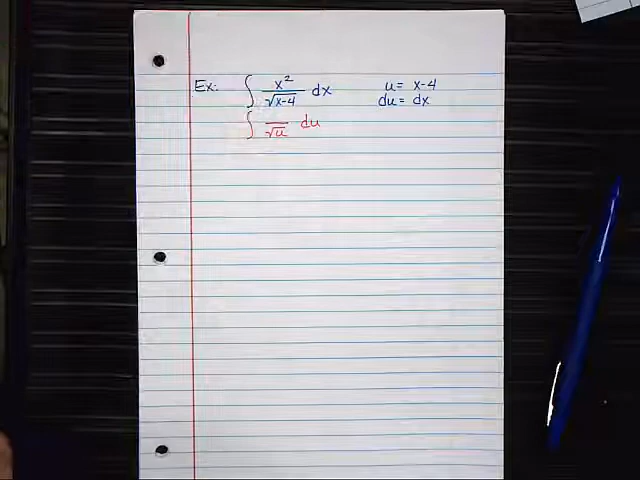 Ex: ∫ x²/√(x-4) dx u = x-4
du = dx
∫ /√u du